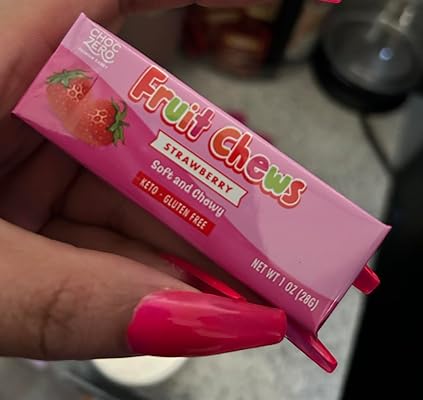 CHOC
ZERO
Fruit Chews
STRAWBERRY
Soft and Chewy
KETO · GLUTEN FREE
NET WT 1 OZ (28G)